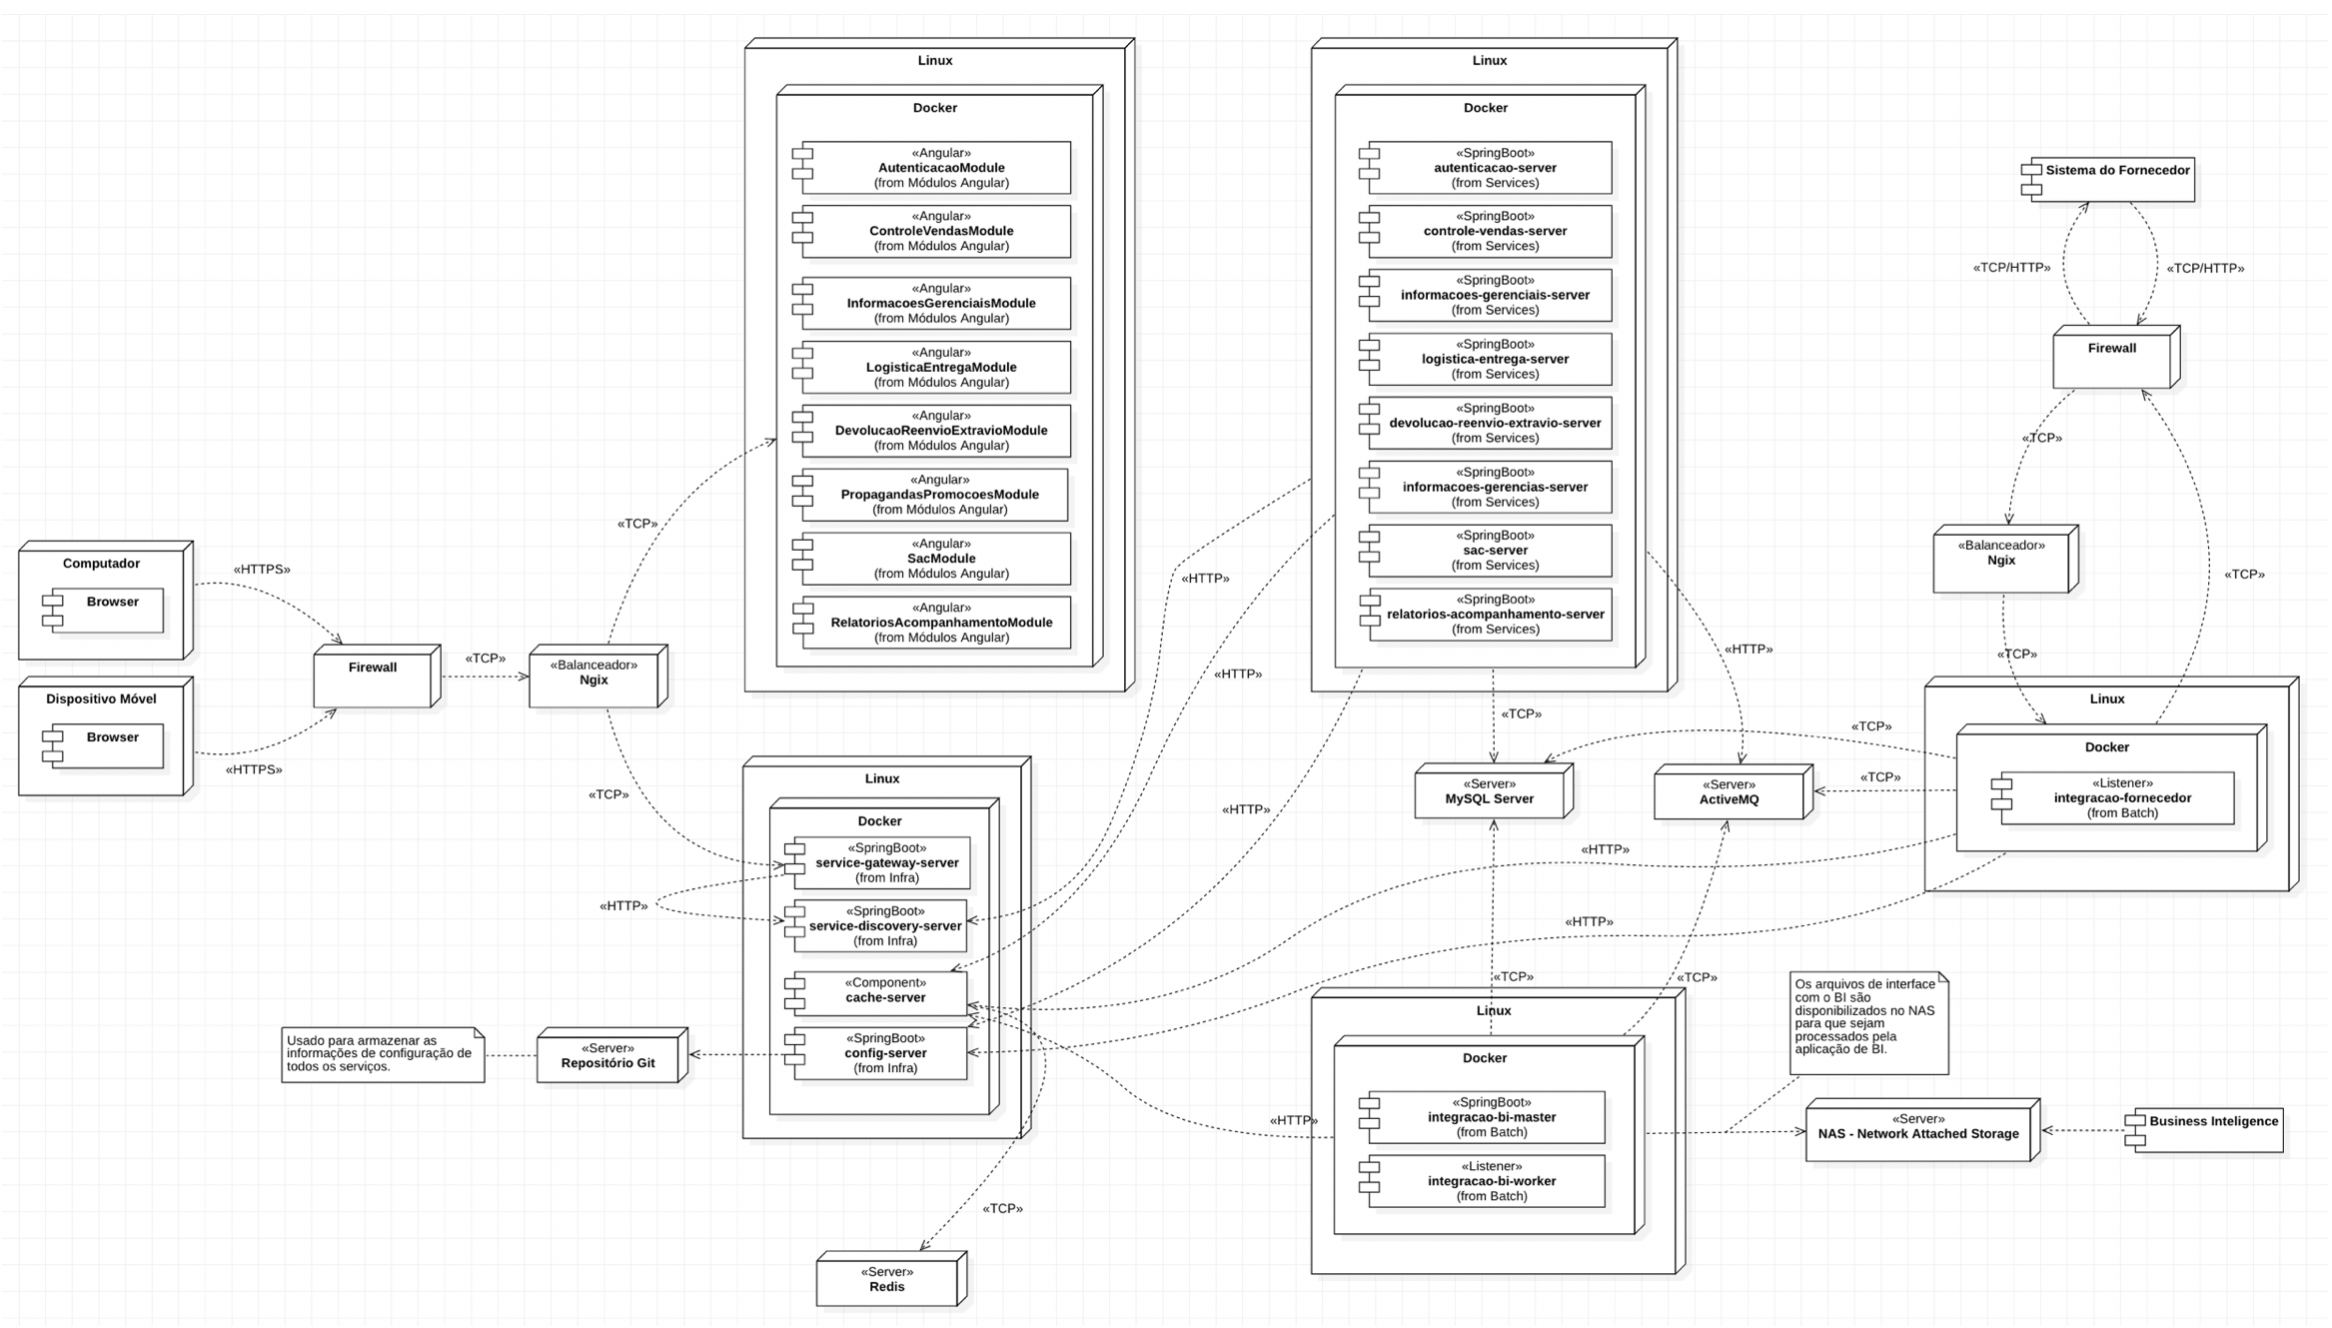 Linux
Docker
«Angular»
AutenticacaoModule
(from Módulos Angular)
«Angular»
ControleVendasModule
(from Módulos Angular)
«Angular»
InformacoesGerenciaisModule
(from Módulos Angular)
«Angular»
LogisticaEntregaModule
(from Módulos Angular)
«Angular»
DevolucaoReenvioExtravioModule
(from Módulos Angular)
«Angular»
PropagandasPromocoesModule
(from Módulos Angular)
«Angular»
SacModule
(from Módulos Angular)
«Angular»
RelatoriosAcompanhamentoModule
(from Módulos Angular)
Linux
Docker
«SpringBoot»
autenticacao-server
(from Services)
«SpringBoot»
controle-vendas-server
(from Services)
«SpringBoot»
informacoes-gerenciais-server
(from Services)
«SpringBoot»
logistica-entrega-server
(from Services)
«SpringBoot»
devolucao-reenvio-extravio-server
(from Services)
«SpringBoot»
informacoes-gerencias-server
(from Services)
«SpringBoot»
sac-server
(from Services)
«SpringBoot»
relatorios-acompanhamento-server
(from Services)
Sistema do Fornecedor
«TCP/HTTP»
«TCP/HTTP»
Firewall
«TCP»
«Balanceador»
Ngix
«TCP»
«TCP»
Computador
Browser
«HTTPS»
Dispositivo Móvel
Browser
«HTTPS»
Firewall
«TCP»
«Balanceador»
Ngix
«TCP»
«TCP»
«HTTP»
«HTTP»
«HTTP»
«TCP»
«HTTP»
Linux
Docker
«SpringBoot»
service-gateway-server
(from Infra)
«HTTP»
«SpringBoot»
service-discovery-server
(from Infra)
«Component»
cache-server
«SpringBoot»
config-server
(from Infra)
«Server»
MySQL Server
«Server»
ActiveMQ
«TCP»
«TCP»
«HTTP»
«HTTP»
Linux
Docker
«Listener»
integracao-fornecedor
(from Batch)
Usado para armazenar as
informações de configuração de
todos os serviços.
«Server»
Repositório Git
«TCP»
«Server»
Redis
«TCP»
«TCP»
«HTTP»
Linux
Docker
«SpringBoot»
integracao-bi-master
(from Batch)
«Listener»
integracao-bi-worker
(from Batch)
Os arquivos de interface
com o BI são
disponibilizados no NAS
para que sejam
processados pela
aplicação de BI.
«Server»
NAS - Network Attached Storage
Business Inteligence